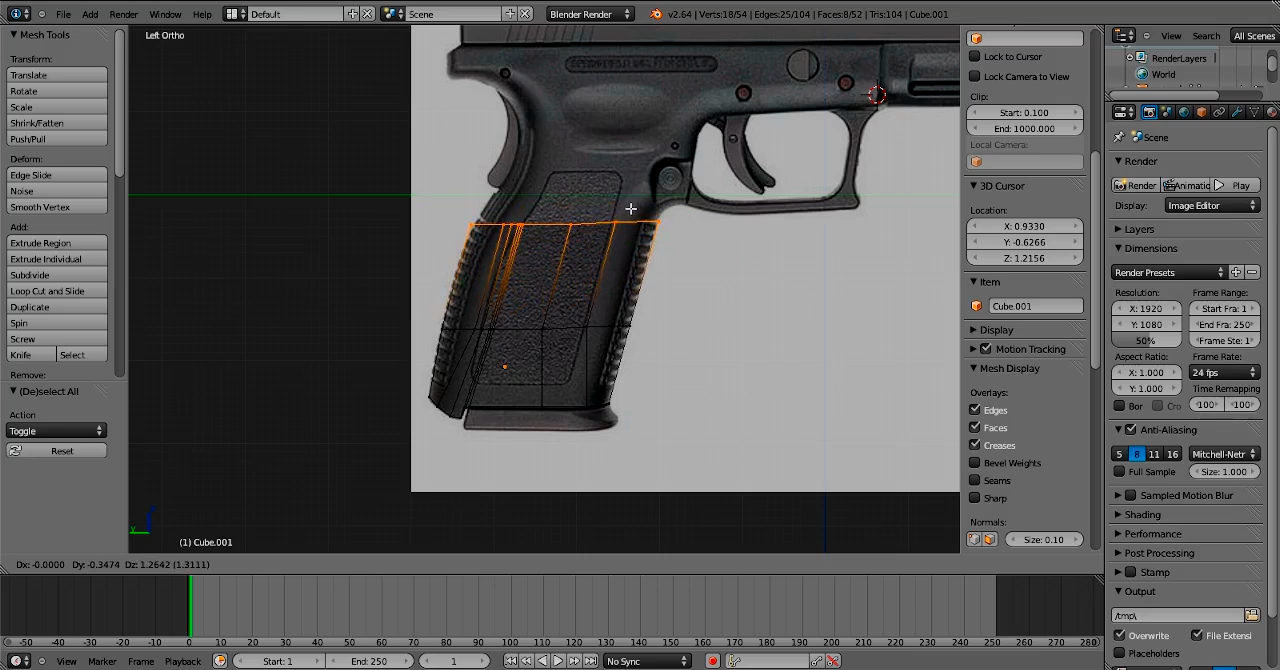 File Add Render Window Help Default Scene Blender Render v2.64 | Verts:18/54 | Edges:25/104 | Faces:8/52 | Tris:104 | Cube.001
Mesh Tools
Transform:
Translate
Rotate
Scale
Shrink/Fatten
Push/Pull
Deform:
Edge Slide
Noise
Smooth Vertex
Add:
Extrude Region
Extrude Individual
Subdivide
Loop Cut and Slide
Duplicate
Spin
Screw
Knife Select
Remove:
(De)select All
Action
Toggle
Reset
Left Ortho
(1) Cube.001
Dx: -0.0000 Dy: -0.3474 Dz: 1.2642 (1.3111)
Lock to Cursor
Lock Camera to View
Clip:
Start: 0.100
End: 1000.000
Local Camera:
3D Cursor
Location:
X: 0.9330
Y: -0.6266
Z: 1.2156
Item
Cube.001
Display
Motion Tracking
Mesh Display
Overlays:
Edges
Faces
Creases
Bevel Weights
Seams
Sharp
Normals:
Size: 0.10
View Search All Scenes
RenderLayers
World
Scene
Render
Render Animatic Play
Display: Image Editor
Layers
Dimensions
Render Presets
Resolution: Frame Range:
X: 1920 Start Fra: 1
Y: 1080 End Fra: 250
50% Frame Ste: 1
Aspect Ratio: Frame Rate:
X: 1.000 24 fps
Y: 1.000 Time Remapping
Bor Cro 100 100
Anti-Aliasing
5 8 11 16 Mitchell-Netr
Full Sample Size: 1.000
Sampled Motion Blur
Shading
Performance
Post Processing
Stamp
Output
/tmp\
Overwrite File Extensi
Placeholders
-50 -40 -30 -20 -10 0 10 20 30 40 50 60 70 80 90 100 110 120 130 140 150 160 170 180 190 200 210 220 230 240 250 260 270 280
View Marker Frame Playback Start: 1 End: 250 1 No Sync